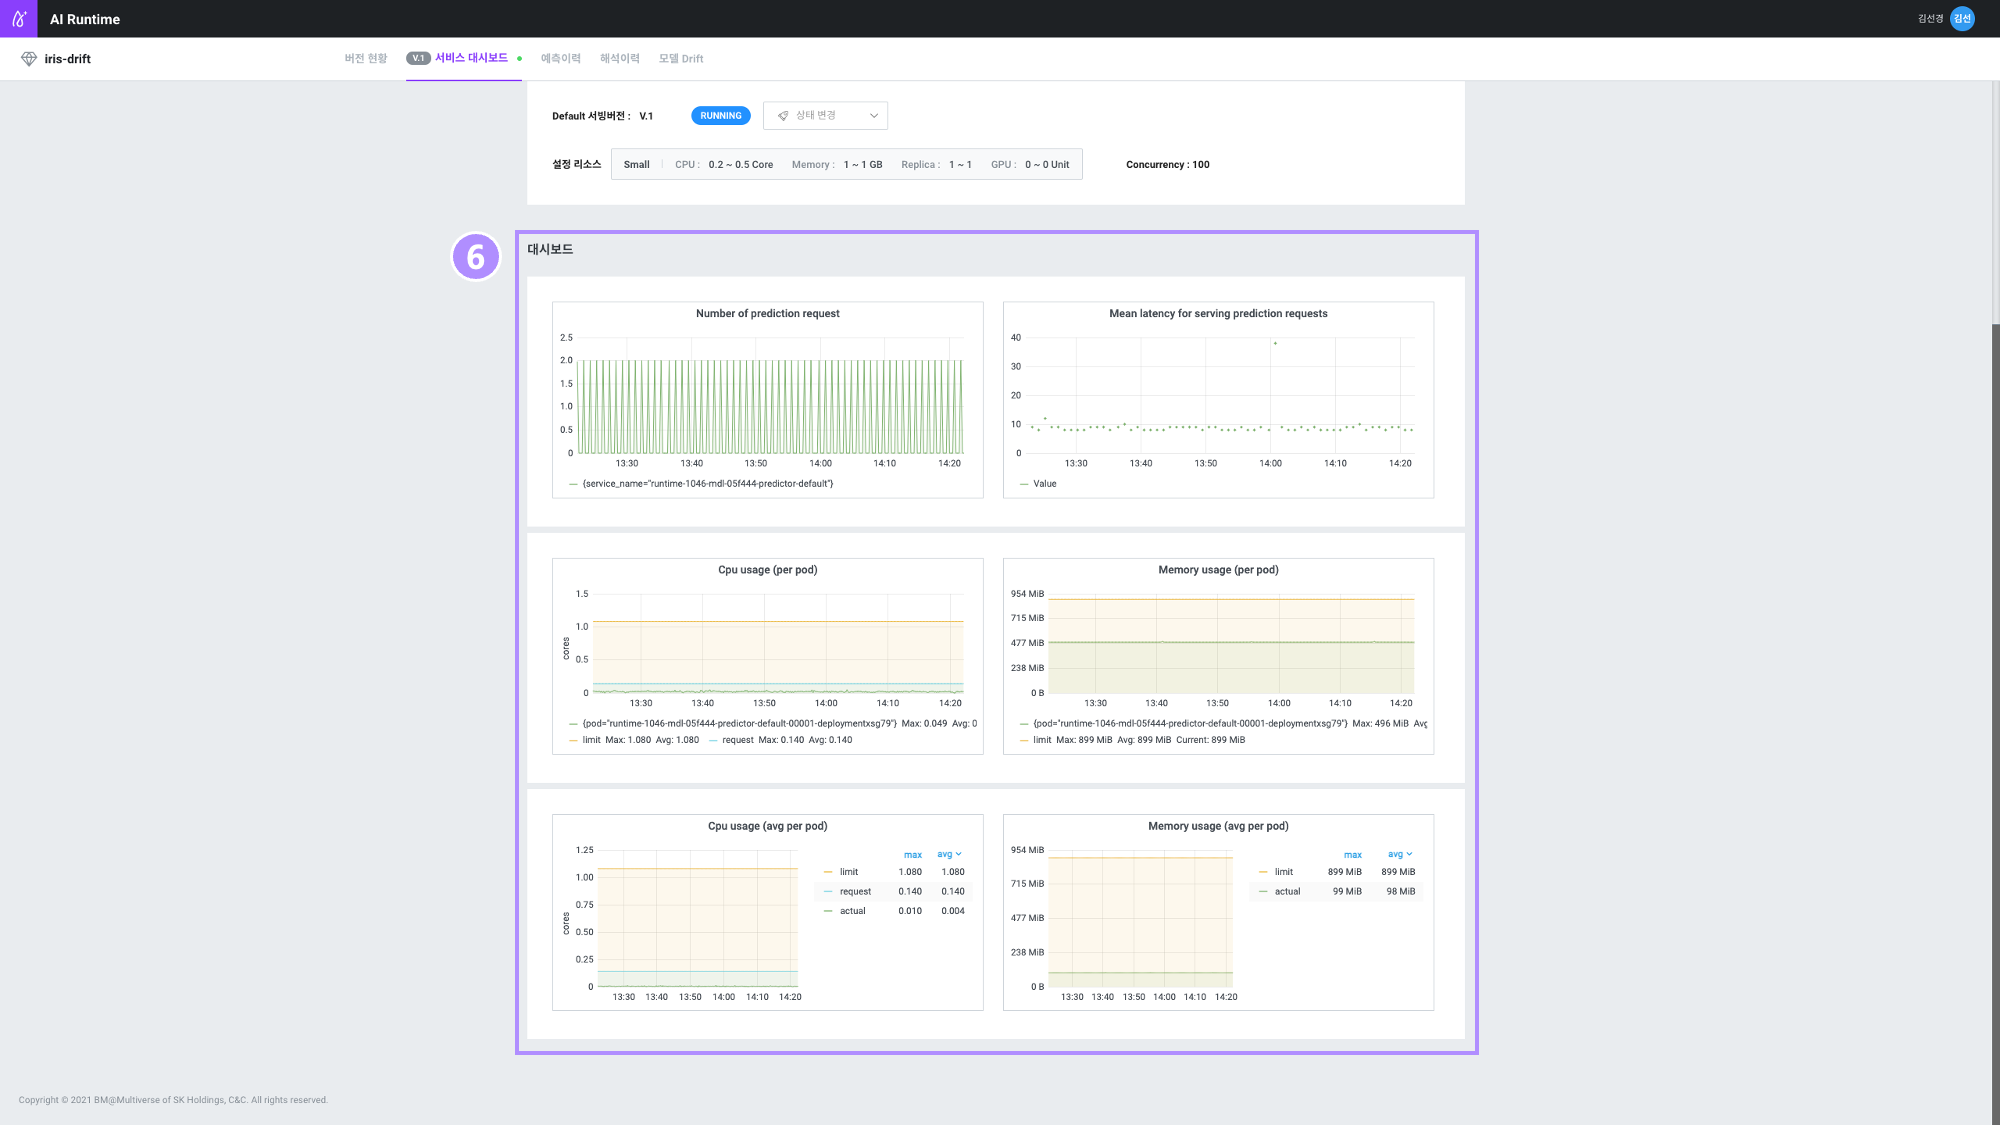 AI Runtime
김선경 김선
iris-drift
버전 현황 V.1 서비스 대시보드 예측이력 해석이력 모델 Drift
Default 서빙버전 : V.1 RUNNING 상태 변경
설정 리소스 Small CPU : 0.2 ~ 0.5 Core Memory : 1 ~ 1 GB Replica : 1 ~ 1 GPU : 0 ~ 0 Unit Concurrency : 100
6
대시보드
Number of prediction request
2.5
2.0
1.5
1.0
0.5
0
13:30 13:40 13:50 14:00 14:10 14:20
{service_name="runtime-1046-mdl-05f444-predictor-default"}
Mean latency for serving prediction requests
40
30
20
10
0
13:30 13:40 13:50 14:00 14:10 14:20
Value
Cpu usage (per pod)
cores
1.5
1.0
0.5
0
13:30 13:40 13:50 14:00 14:10 14:20
{pod="runtime-1046-mdl-05f444-predictor-default-00001-deploymentxsg79"} Max: 0.049 Avg: 0
limit Max: 1.080 Avg: 1.080 request Max: 0.140 Avg: 0.140
Memory usage (per pod)
954 MiB
715 MiB
477 MiB
238 MiB
0 B
13:30 13:40 13:50 14:00 14:10 14:20
{pod="runtime-1046-mdl-05f444-predictor-default-00001-deploymentxsg79"} Max: 496 MiB Avg
limit Max: 899 MiB Avg: 899 MiB Current: 899 MiB
Cpu usage (avg per pod)
cores
1.25
1.00
0.75
0.50
0.25
0
13:30 13:40 13:50 14:00 14:10 14:20
max avg
limit 1.080 1.080
request 0.140 0.140
actual 0.010 0.004
Memory usage (avg per pod)
954 MiB
715 MiB
477 MiB
238 MiB
0 B
13:30 13:40 13:50 14:00 14:10 14:20
max avg
limit 899 MiB 899 MiB
actual 99 MiB 98 MiB
Copyright © 2021 BM@Multiverse of SK Holdings, C&C. All rights reserved.